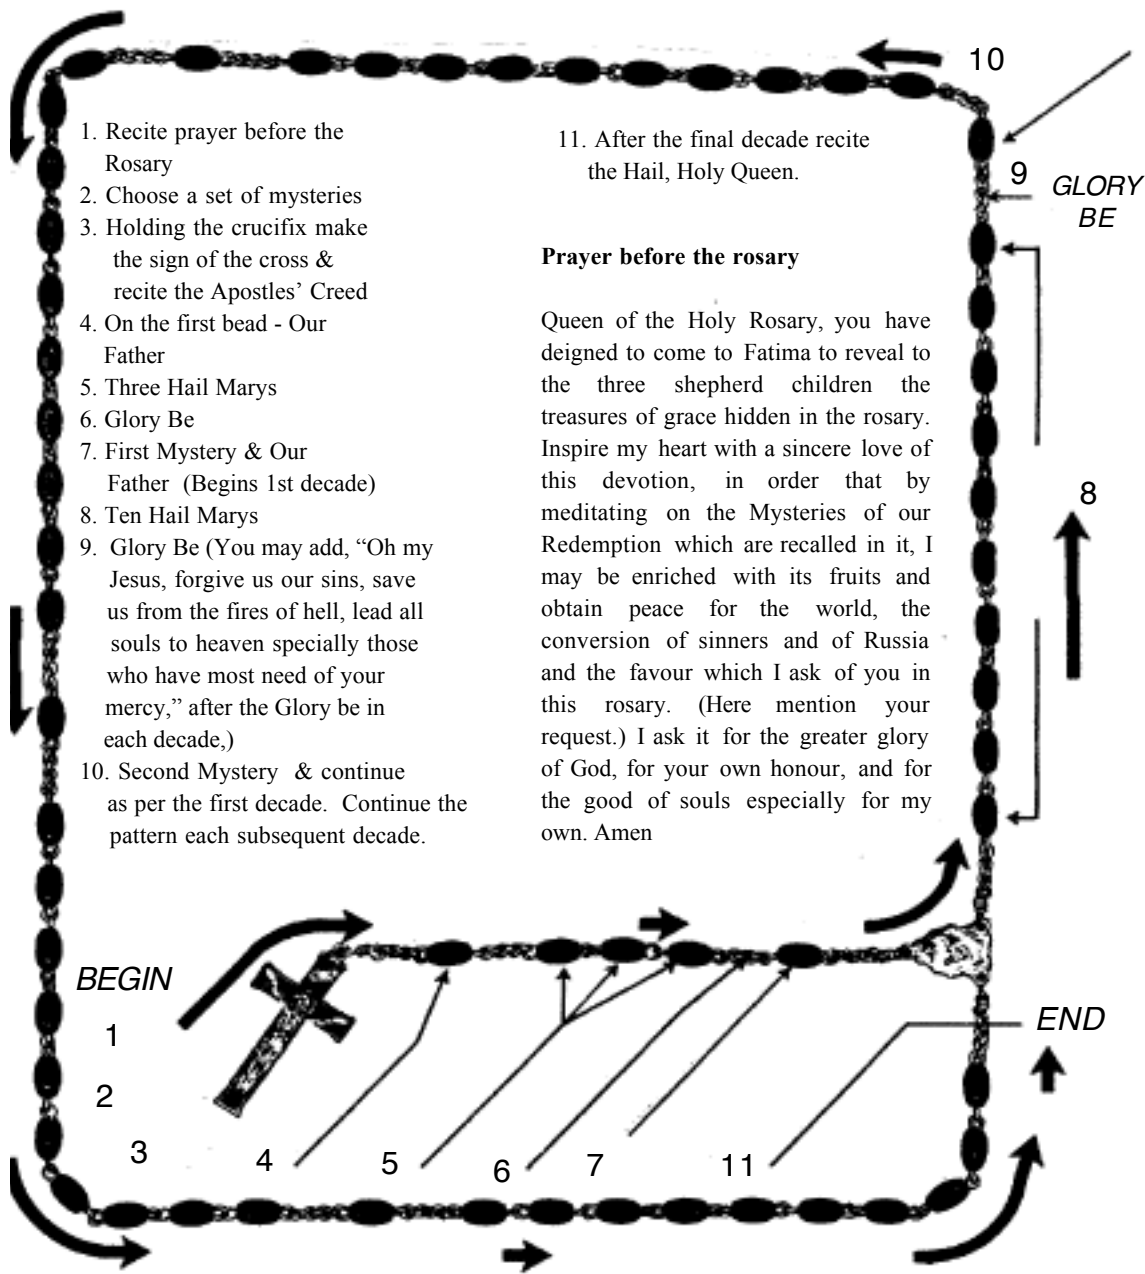 10
1. Recite prayer before the
Rosary
2. Choose a set of mysteries
3. Holding the crucifix make
the sign of the cross &
recite the Apostles’ Creed
4. On the first bead - Our
Father
5. Three Hail Marys
6. Glory Be
7. First Mystery & Our
Father (Begins 1st decade)
8. Ten Hail Marys
9. Glory Be (You may add, “Oh my
Jesus, forgive us our sins, save
us from the fires of hell, lead all
souls to heaven specially those
who have most need of your
mercy,” after the Glory be in
each decade,)
10. Second Mystery & continue
as per the first decade. Continue the
pattern each subsequent decade.
11. After the final decade recite
the Hail, Holy Queen.
Prayer before the rosary
Queen of the Holy Rosary, you have
deigned to come to Fatima to reveal to
the three shepherd children the
treasures of grace hidden in the rosary.
Inspire my heart with a sincere love of
this devotion, in order that by
meditating on the Mysteries of our
Redemption which are recalled in it, I
may be enriched with its fruits and
obtain peace for the world, the
conversion of sinners and of Russia
and the favour which I ask of you in
this rosary. (Here mention your
request.) I ask it for the greater glory
of God, for your own honour, and for
the good of souls especially for my
own. Amen
9
GLORY
BE
8
BEGIN
1
2
3
4
5
6
7
11
END